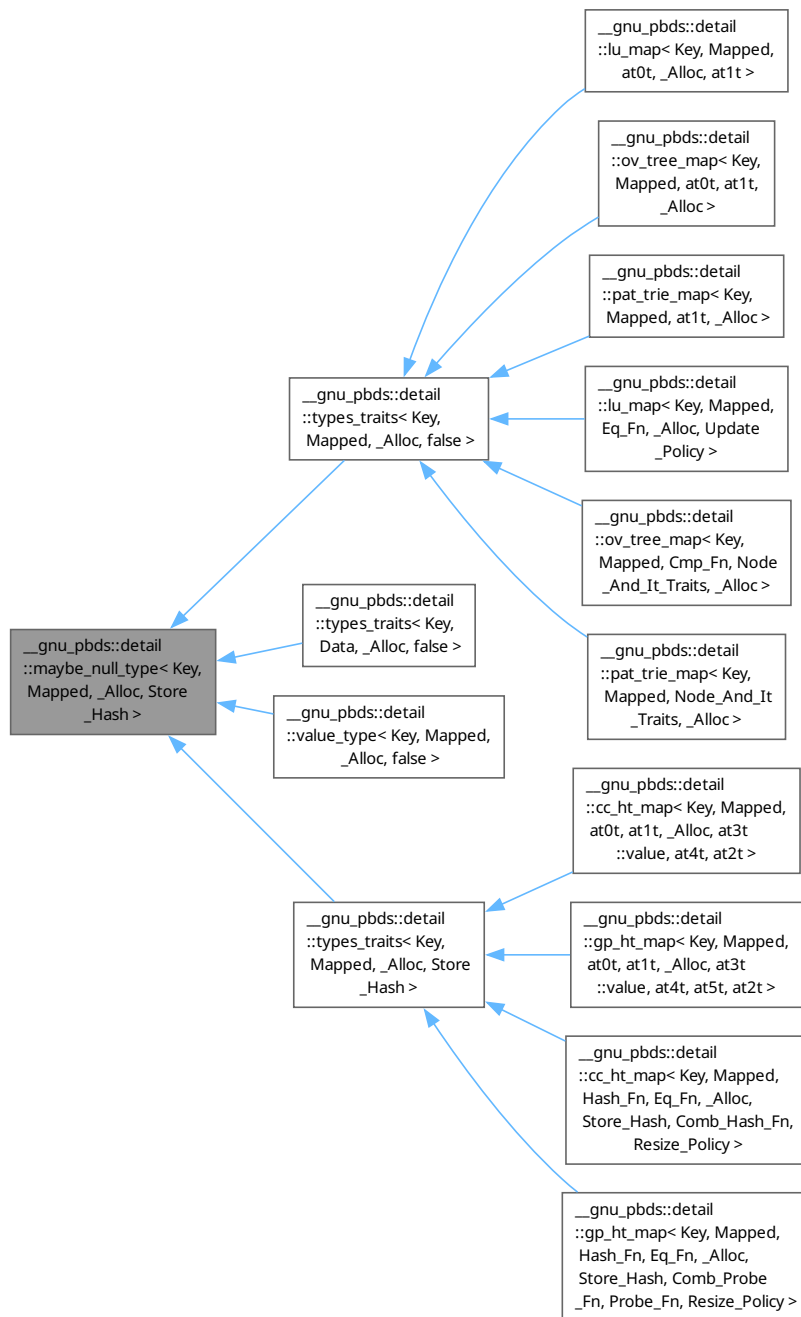 __gnu_pbds::detail
::lu_map< Key, Mapped,
at0t, _Alloc, at1t >
__gnu_pbds::detail
::ov_tree_map< Key,
Mapped, at0t, at1t,
_Alloc >
__gnu_pbds::detail
::pat_trie_map< Key,
Mapped, at1t, _Alloc >
__gnu_pbds::detail
::types_traits< Key,
Mapped, _Alloc, false >
__gnu_pbds::detail
::lu_map< Key, Mapped,
Eq_Fn, _Alloc, Update
_Policy >
__gnu_pbds::detail
::ov_tree_map< Key,
Mapped, Cmp_Fn, Node
_And_It_Traits, _Alloc >
__gnu_pbds::detail
::types_traits< Key,
Data, _Alloc, false >
__gnu_pbds::detail
::maybe_null_type< Key,
Mapped, _Alloc, Store
_Hash >
__gnu_pbds::detail
::pat_trie_map< Key,
Mapped, Node_And_It
_Traits, _Alloc >
__gnu_pbds::detail
::value_type< Key, Mapped,
_Alloc, false >
__gnu_pbds::detail
::cc_ht_map< Key, Mapped,
at0t, at1t, _Alloc, at3t
::value, at4t, at2t >
__gnu_pbds::detail
::types_traits< Key,
Mapped, _Alloc, Store
_Hash >
__gnu_pbds::detail
::gp_ht_map< Key, Mapped,
at0t, at1t, _Alloc, at3t
::value, at4t, at5t, at2t >
__gnu_pbds::detail
::cc_ht_map< Key, Mapped,
Hash_Fn, Eq_Fn, _Alloc,
Store_Hash, Comb_Hash_Fn,
Resize_Policy >
__gnu_pbds::detail
::gp_ht_map< Key, Mapped,
Hash_Fn, Eq_Fn, _Alloc,
Store_Hash, Comb_Probe
_Fn, Probe_Fn, Resize_Policy >